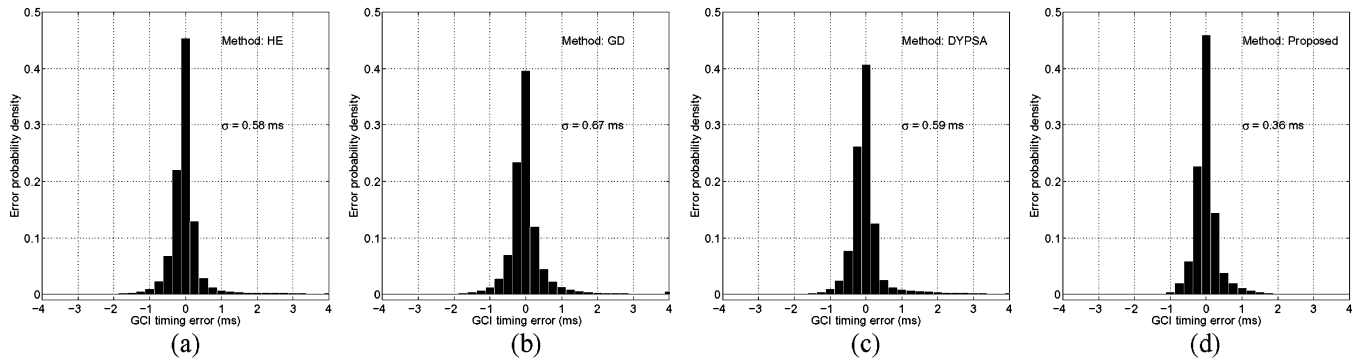 0.5
0.4
0.3
0.2
0.1
0
Error probability density
Method: HE
σ = 0.58 ms
−4 −3 −2 −1 0 1 2 3 4
GCI timing error (ms)
(a)
0.5
0.4
0.3
0.2
0.1
0
Error probability density
Method: GD
σ = 0.67 ms
−4 −3 −2 −1 0 1 2 3 4
GCI timing error (ms)
(b)
0.5
0.4
0.3
0.2
0.1
0
Error probability density
Method: DYPSA
σ = 0.59 ms
−4 −3 −2 −1 0 1 2 3 4
GCI timing error (ms)
(c)
0.5
0.4
0.3
0.2
0.1
0
Error probability density
Method: Proposed
σ = 0.36 ms
−4 −3 −2 −1 0 1 2 3 4
GCI timing error (ms)
(d)